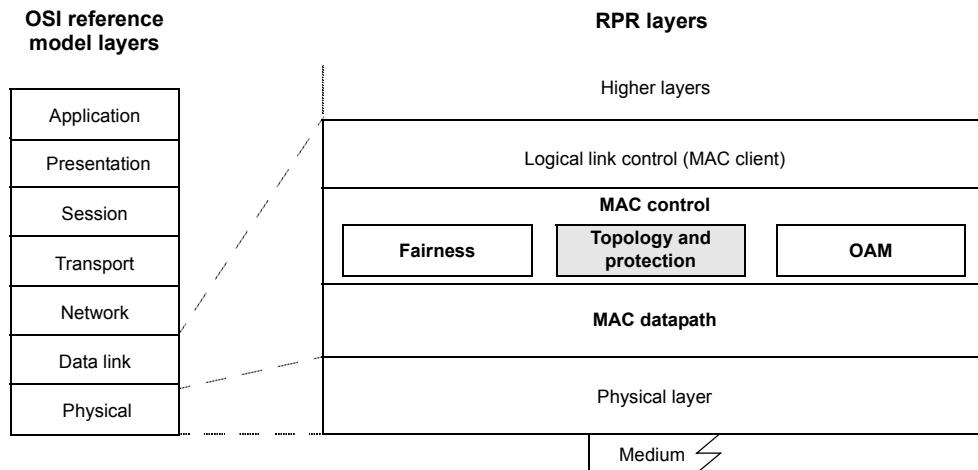 OSI reference
model layers
RPR layers
Application
Presentation
Session
Transport
Network
Data link
Physical
Higher layers
Logical link control (MAC client)
MAC control
Fairness
Topology and
protection
OAM
MAC datapath
Physical layer
Medium